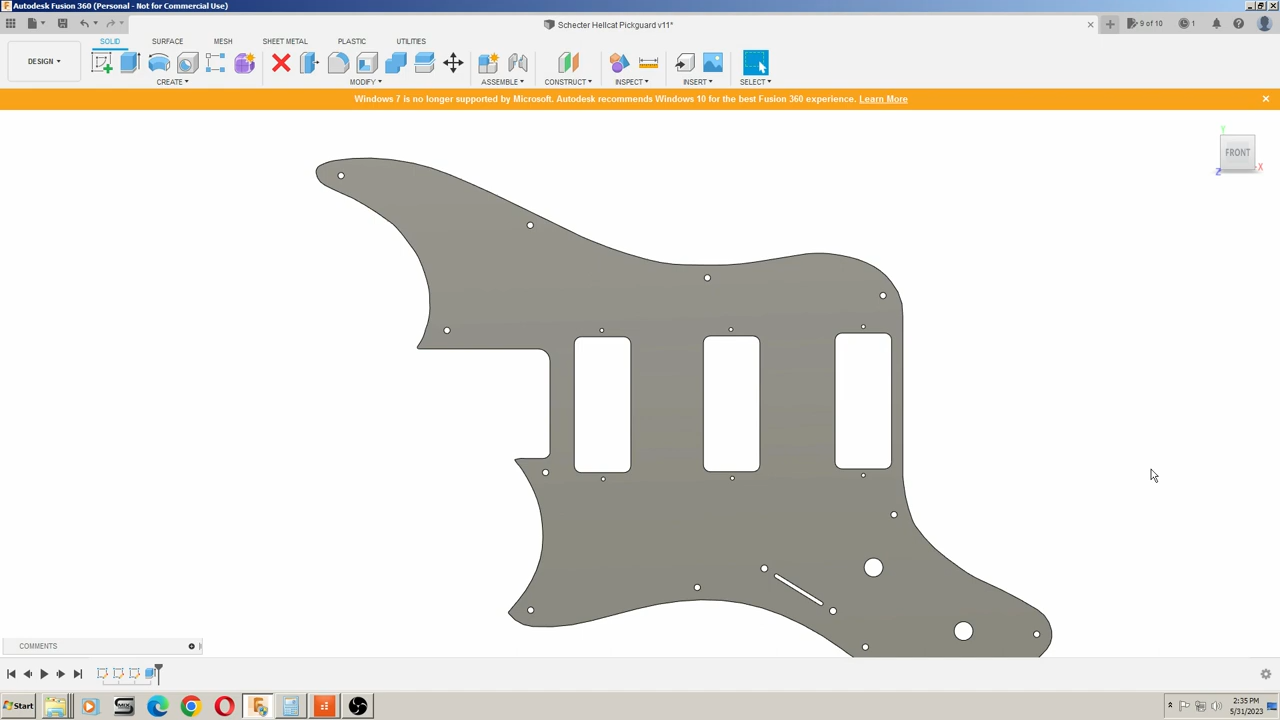 Autodesk Fusion 360 (Personal - Not for Commercial Use)
Schecter Hellcat Pickguard v11*
9 of 10
1
SOLID SURFACE MESH SHEET METAL PLASTIC UTILITIES
DESIGN
CREATE MODIFY ASSEMBLE CONSTRUCT INSPECT INSERT SELECT
Windows 7 is no longer supported by Microsoft. Autodesk recommends Windows 10 for the best Fusion 360 experience. Learn More
Y
FRONT
X
Z
COMMENTS
Start
2:35 PM
5/31/2023